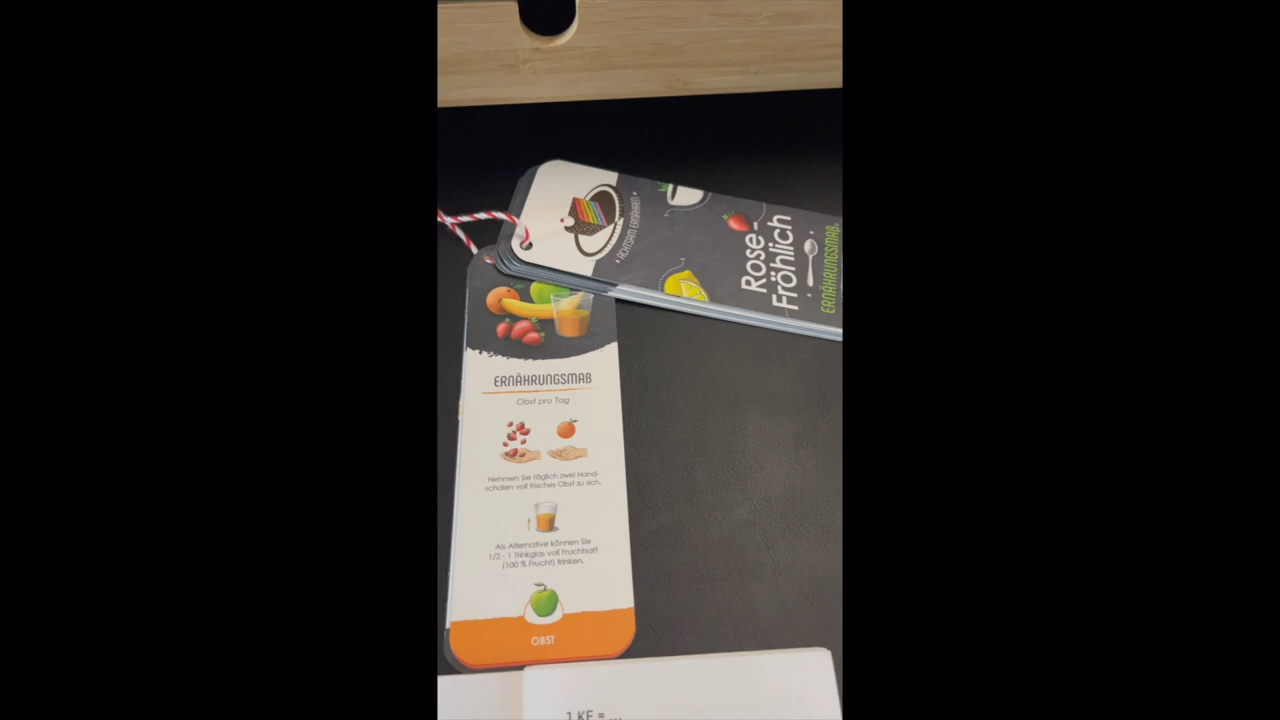 * ACHTSAM ERNÄHREN *
Rose-
Fröhlich
ERNÄHRUNGSMAß
ERNÄHRUNGSMAß
Obst pro Tag
Nehmen Sie täglich zwei Hand-
schalen voll frisches Obst zu sich.
Als Alternative können Sie
1/2 - 1 Trinkglas voll Fruchtsaft
(100 % Frucht) trinken.
OBST
1 KE = ...